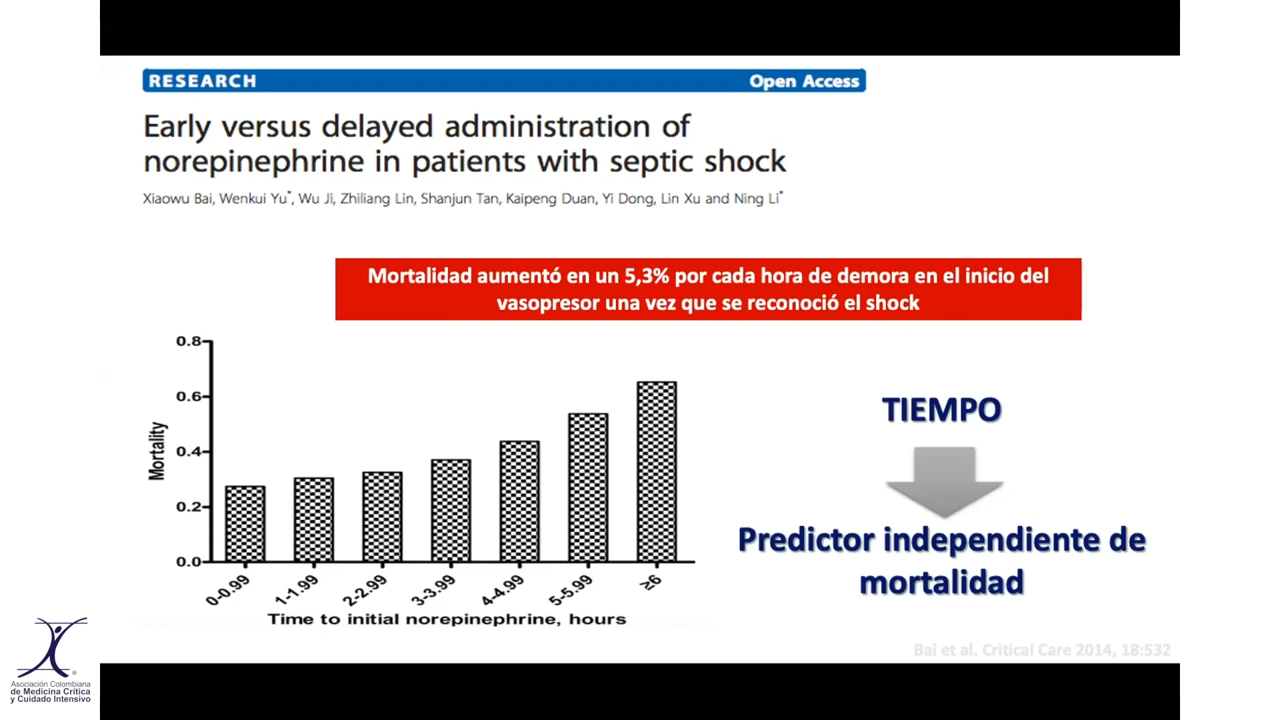 RESEARCH
Open Access
Early versus delayed administration of
norepinephrine in patients with septic shock
Xiaowu Bai, Wenkui Yu*, Wu Ji, Zhiliang Lin, Shanjun Tan, Kaipeng Duan, Yi Dong, Lin Xu and Ning Li*
Mortalidad aumentó en un 5,3% por cada hora de demora en el inicio del
vasopresor una vez que se reconoció el shock
0.8
0.6
0.4
0.2
0.0
Mortality
0-0.99
1-1.99
2-2.99
3-3.99
4-4.99
5-5.99
≥6
Time to initial norepinephrine, hours
TIEMPO
Predictor independiente de
mortalidad
Bai et al. Critical Care 2014, 18:532
®
Asociación Colombiana
de Medicina Crítica
y Cuidado Intensivo